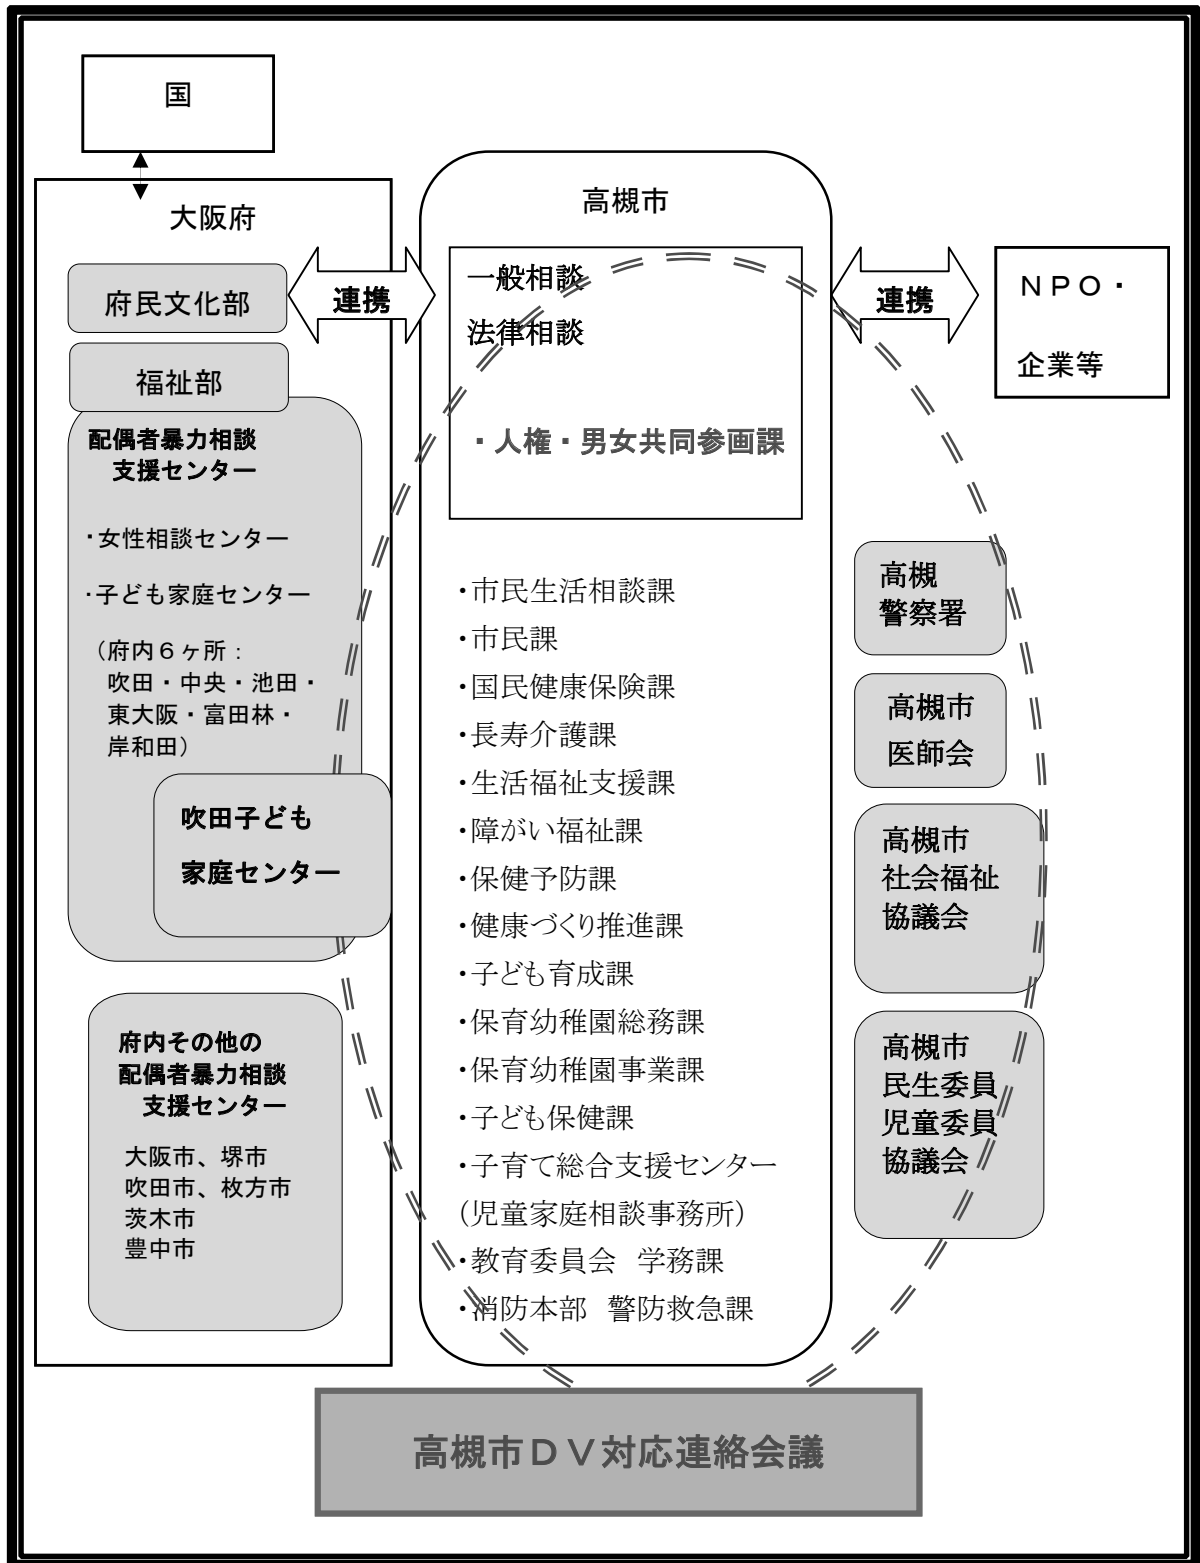 国
大阪府
府民文化部
福祉部
配偶者暴力相談
支援センター
・女性相談センター
・子ども家庭センター
（府内６ヶ所：
吹田・中央・池田・
東大阪・富田林・
岸和田）
吹田子ども
家庭センター
府内その他の
配偶者暴力相談
支援センター
大阪市、堺市
吹田市、枚方市
茨木市
豊中市
連携
高槻市
一般相談
法律相談
・人権・男女共同参画課
・市民生活相談課
・市民課
・国民健康保険課
・長寿介護課
・生活福祉支援課
・障がい福祉課
・保健予防課
・健康づくり推進課
・子ども育成課
・保育幼稚園総務課
・保育幼稚園事業課
・子ども保健課
・子育て総合支援センター
（児童家庭相談事務所）
・教育委員会　学務課
・消防本部　警防救急課
連携
ＮＰＯ・
企業等
高槻
警察署
高槻市
医師会
高槻市
社会福祉
協議会
高槻市
民生委員
児童委員
協議会
高槻市ＤＶ対応連絡会議